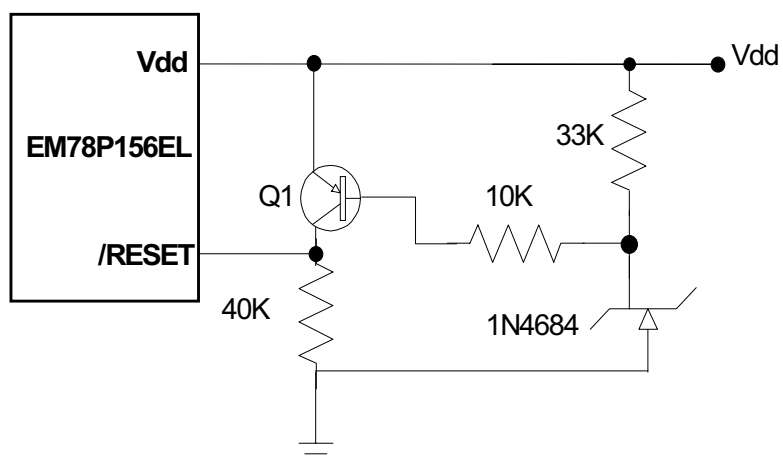 Vdd
Vdd
EM78P156EL
33K
Q1
10K
/RESET
40K
1N4684